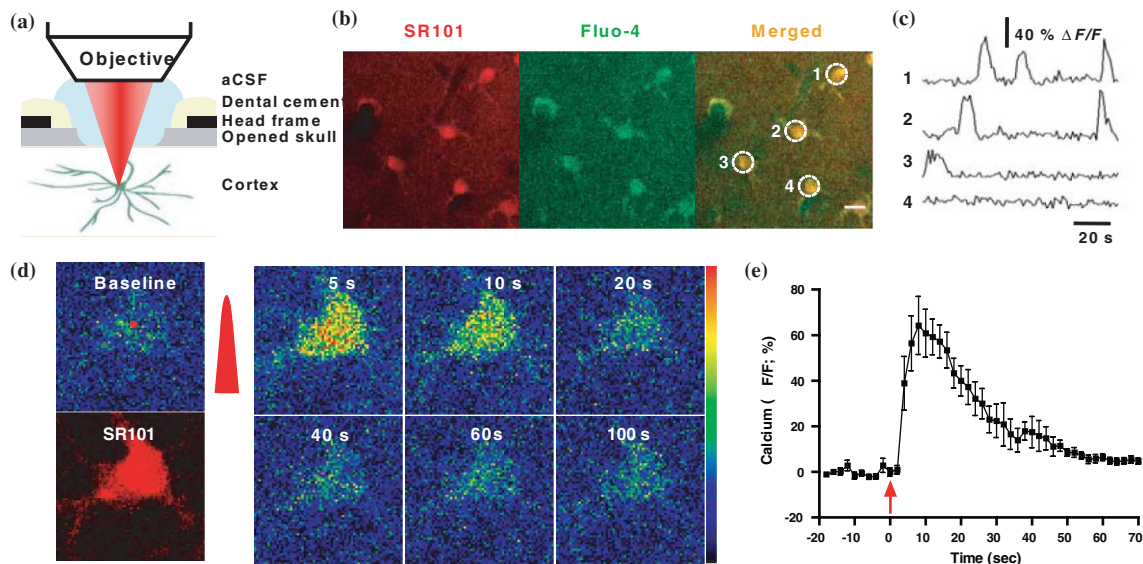 (a)
Objective
aCSF
Dental cement
Head frame
Opened skull
Cortex
(b)
SR101
Fluo-4
Merged
1
2
3
4
(c)
40 % ΔF/F
1
2
3
4
20 s
(d)
Baseline
5 s
10 s
20 s
SR101
40 s
60s
100 s
(e)
Calcium ( F/F; %)
80
60
40
20
0
-20
-20 -10 0 10 20 30 40 50 60 70
Time (sec)